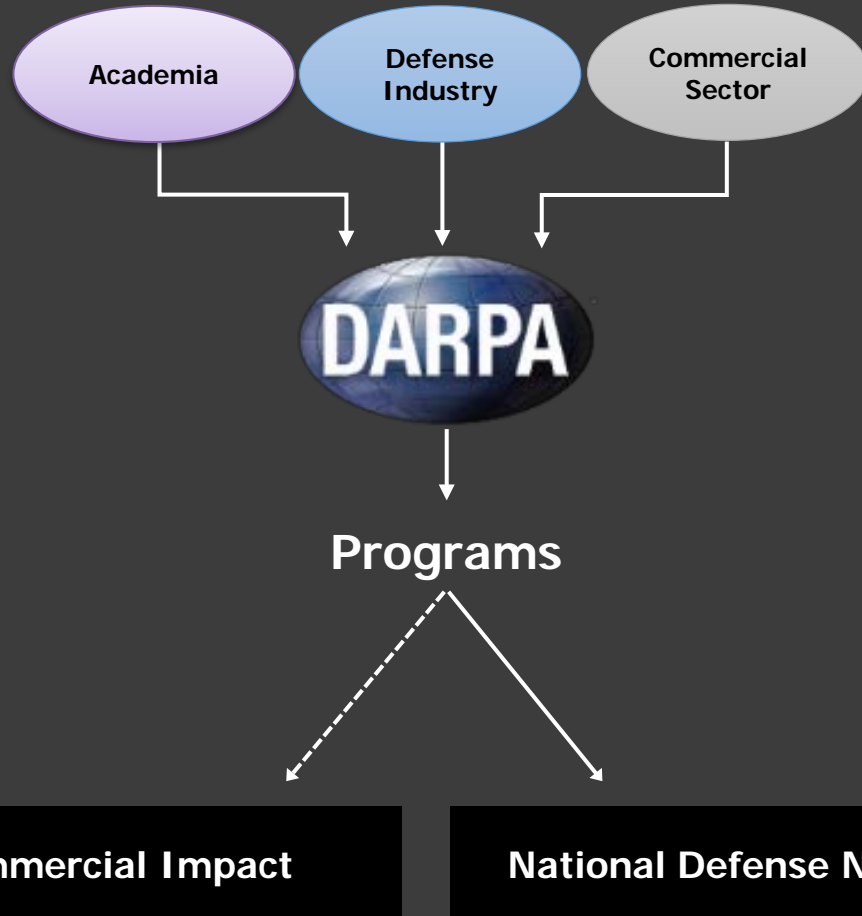 Academia
Defense
Industry
Commercial
Sector
DARPA
Programs
Impact
National Defense